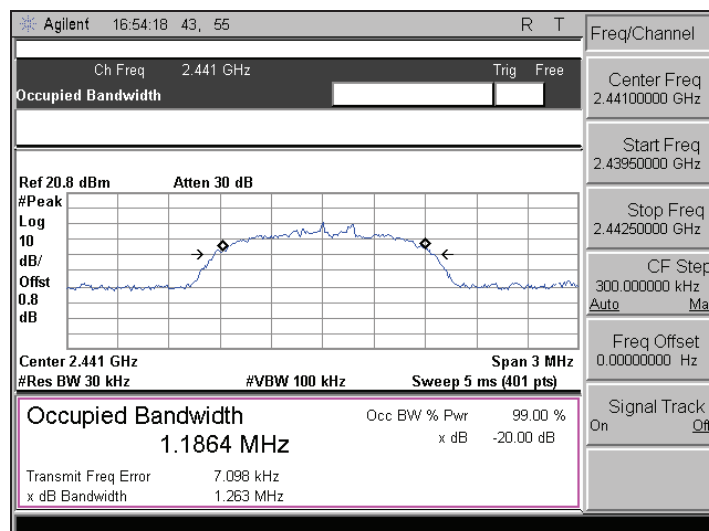 Agilent 16:54:18 43, 55 R T
Ch Freq 2.441 GHz Trig Free
Occupied Bandwidth
Ref 20.8 dBm Atten 30 dB
#Peak
Log
10
dB/
Offst
0.8
dB
Center 2.441 GHz Span 3 MHz
#Res BW 30 kHz #VBW 100 kHz Sweep 5 ms (401 pts)
Occupied Bandwidth Occ BW % Pwr 99.00 %
1.1864 MHz x dB -20.00 dB
Transmit Freq Error 7.098 kHz
x dB Bandwidth 1.263 MHz
Freq/Channel
Center Freq
2.44100000 GHz
Start Freq
2.43950000 GHz
Stop Freq
2.44250000 GHz
CF Step
300.000000 kHz
Auto Ma
Freq Offset
0.00000000 Hz
Signal Track
On Off